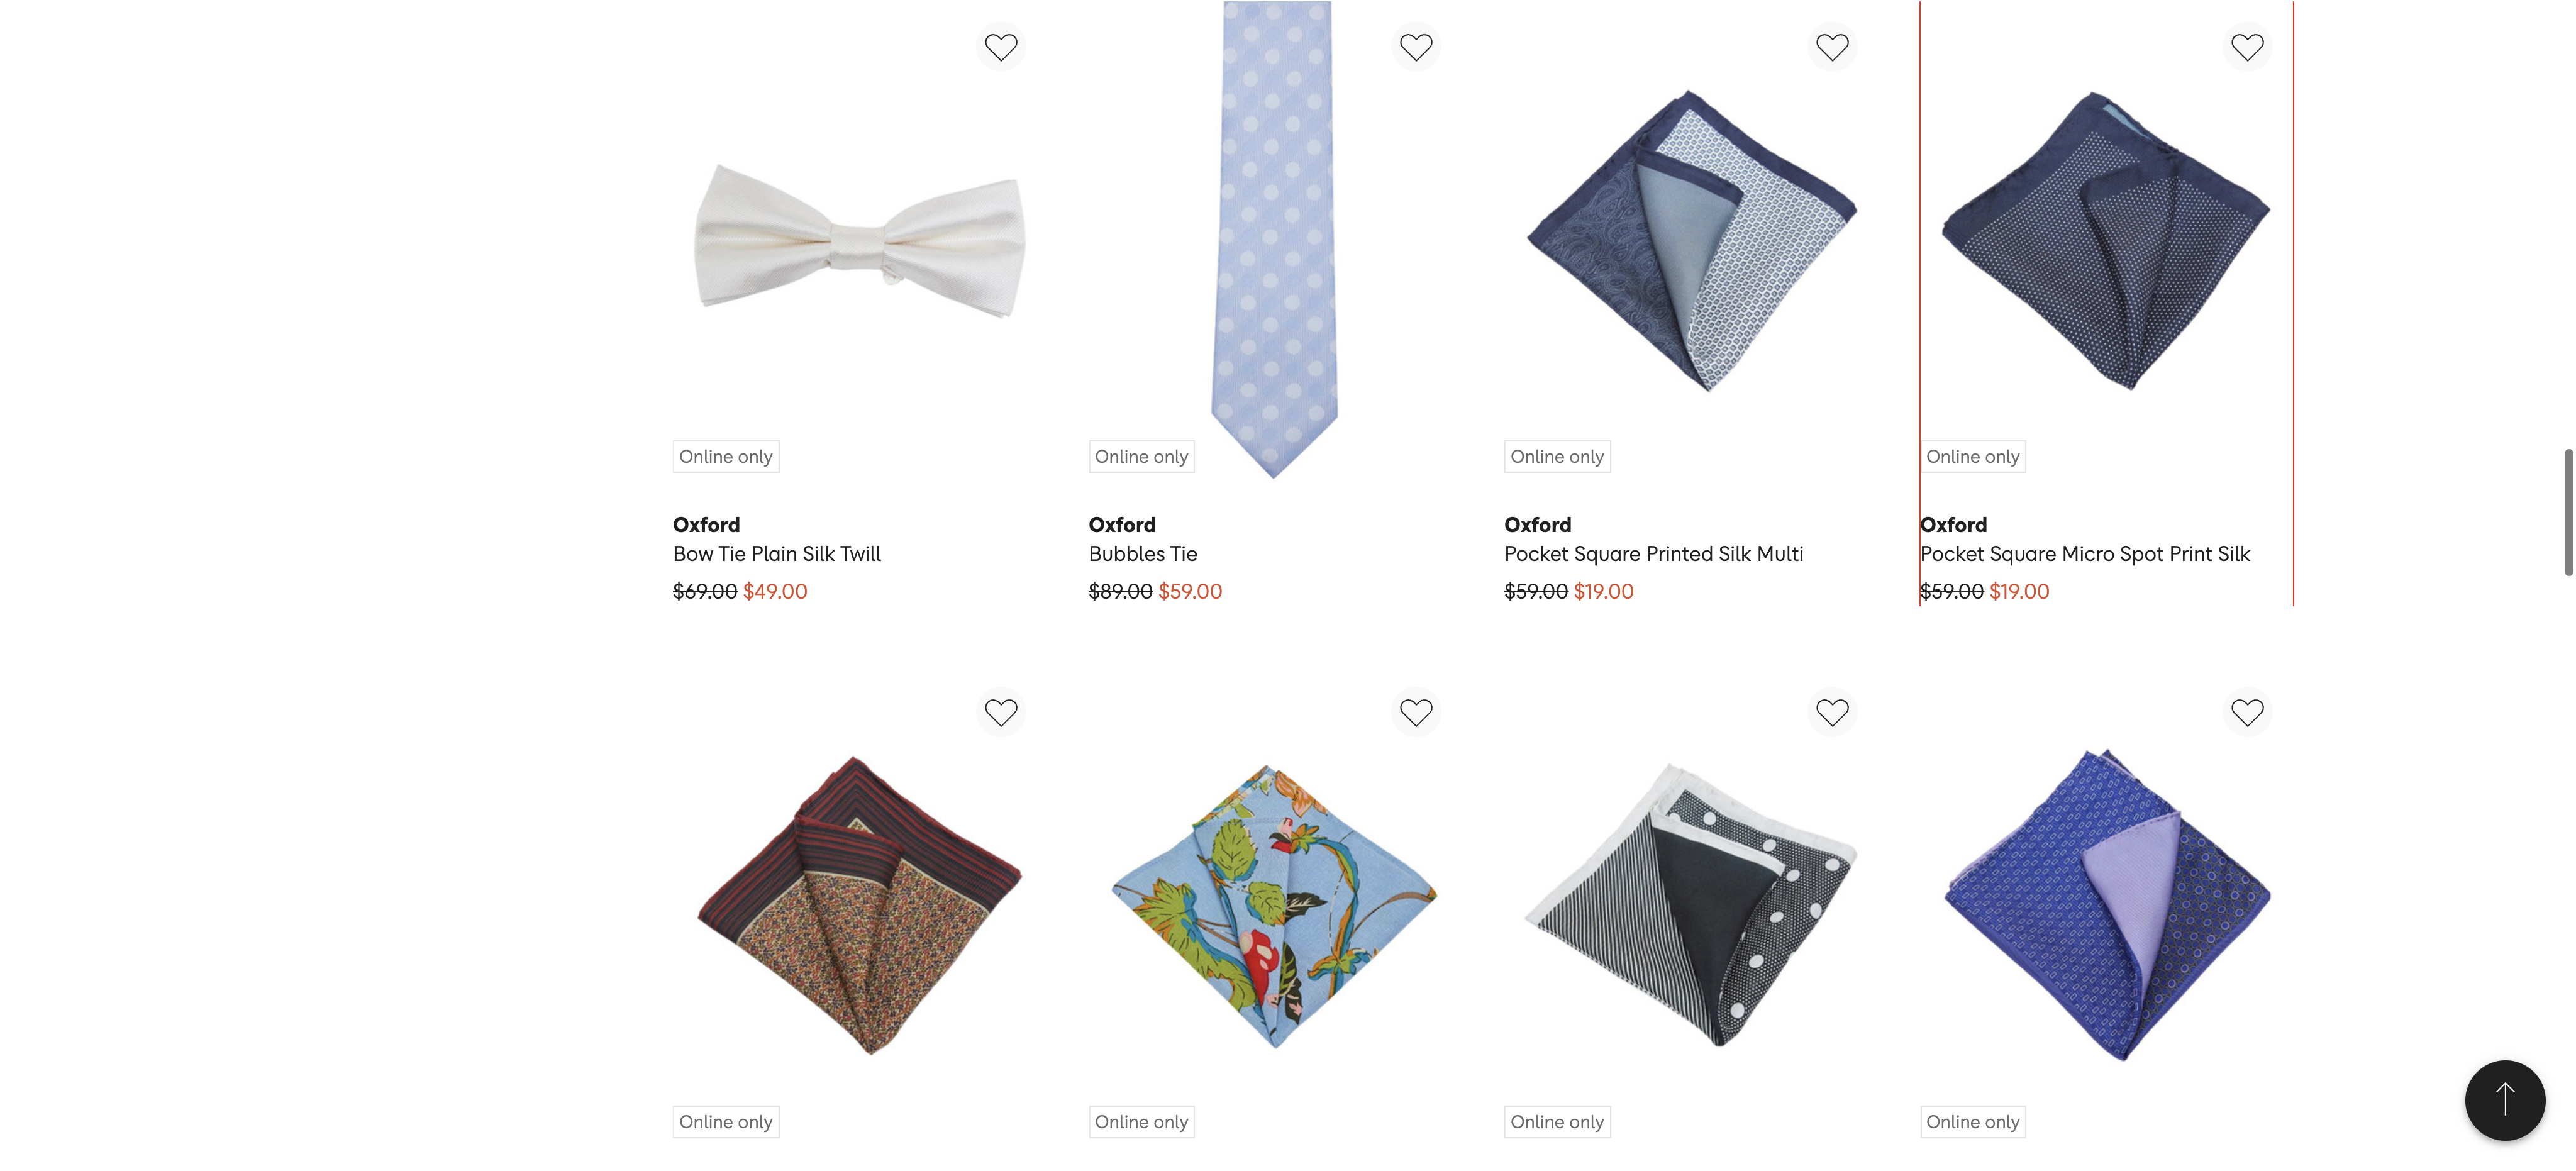 Online only
Online only
Online only
Online only
Oxford
Bow Tie Plain Silk Twill
$69.00 $49.00
Oxford
Bubbles Tie
$89.00 $59.00
Oxford
Pocket Square Printed Silk Multi
$59.00 $19.00
Oxford
Pocket Square Micro Spot Print Silk
$59.00 $19.00
Online only
Online only
Online only
Online only